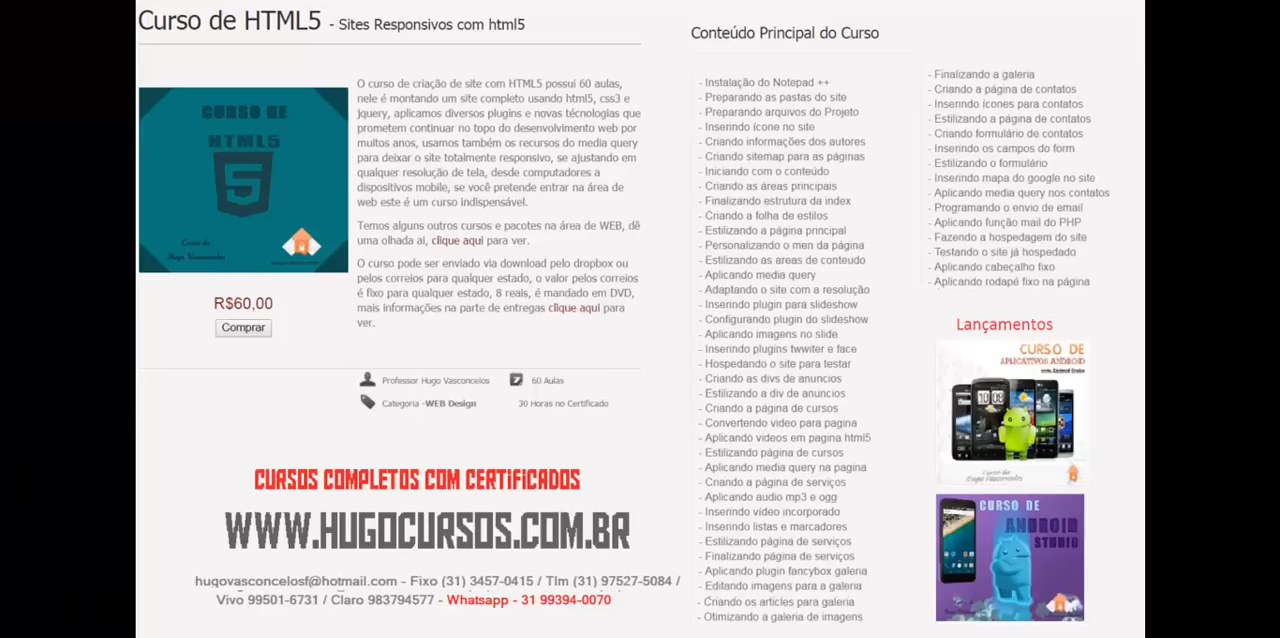 Curso de HTML5 - Sites Responsivos com html5
CURSO DE
HTML5
5
Curso de
Hugo Vasconcelos
R$60,00
Comprar
O curso de criação de site com HTML5 possui 60 aulas,
nele é montando um site completo usando html5, css3 e
jquery, aplicamos diversos plugins e novas técnologias que
prometem continuar no topo do desenvolvimento web por
muitos anos, usamos também os recursos do media query
para deixar o site totalmente responsivo, se ajustando em
qualquer resolução de tela, desde computadores a
dispositivos mobile, se você pretende entrar na área de
web este é um curso indispensável.
Temos alguns outros cursos e pacotes na área de WEB, dê
uma olhada ai, clique aqui para ver.
O curso pode ser enviado via download pelo dropbox ou
pelos correios para qualquer estado, o valor pelos correios
é fixo para qualquer estado, 8 reais, é mandado em DVD,
mais informações na parte de entregas clique aqui para
ver.
Professor Hugo Vasconcelos
60 Aulas
Categoria -WEB Design
30 Horas no Certificado
CURSOS COMPLETOS COM CERTIFICADOS
WWW.HUGOCURSOS.COM.BR
hugovasconcelosf@hotmail.com - Fixo (31) 3457-0415 / TIm (31) 97527-5084 /
Vivo 99501-6731 / Claro 983794577 - Whatsapp - 31 99394-0070
Conteúdo Principal do Curso
- Instalação do Notepad ++
- Preparando as pastas do site
- Preparando arquivos do Projeto
- Inserindo ícone no site
- Criando informações dos autores
- Criando sitemap para as páginas
- Iniciando com o conteúdo
- Criando as áreas principais
- Finalizando estrutura da index
- Criando a folha de estilos
- Estilizando a página principal
- Personalizando o men da página
- Estilizando as areas de conteudo
- Aplicando media query
- Adaptando o site com a resolução
- Inserindo plugin para slideshow
- Configurando plugin do slideshow
- Aplicando imagens no slide
- Inserindo plugins twwiter e face
- Hospedando o site para testar
- Criando as divs de anuncios
- Estilizando a div de anuncios
- Criando a página de cursos
- Convertendo video para pagina
- Aplicando videos em pagina html5
- Estilizando página de cursos
- Aplicando media query na pagina
- Criando a página de serviços
- Aplicando audio mp3 e ogg
- Inserindo vídeo incorporado
- Inserindo listas e marcadores
- Estilizando página de serviços
- Finalizando página de serviços
- Aplicando plugin fancybox galeria
- Editando imagens para a galeria
- Criando os articles para galeria
- Otimizando a galeria de imagens
- Finalizando a galeria
- Criando a página de contatos
- Inserindo ícones para contatos
- Estilizando a página de contatos
- Criando formulário de contatos
- Inserindo os campos do form
- Estilizando o formulário
- Inserindo mapa do google no site
- Aplicando media query nos contatos
- Programando o envio de email
- Aplicando função mail do PHP
- Fazendo a hospedagem do site
- Testando o site já hospedado
- Aplicando cabeçalho fixo
- Aplicando rodapé fixo na página
Lançamentos
CURSO DE
APLICATIVOS ANDROID
Curso de
Hugo Vasconcelos
CURSO DE
ANDROID
STUDIO